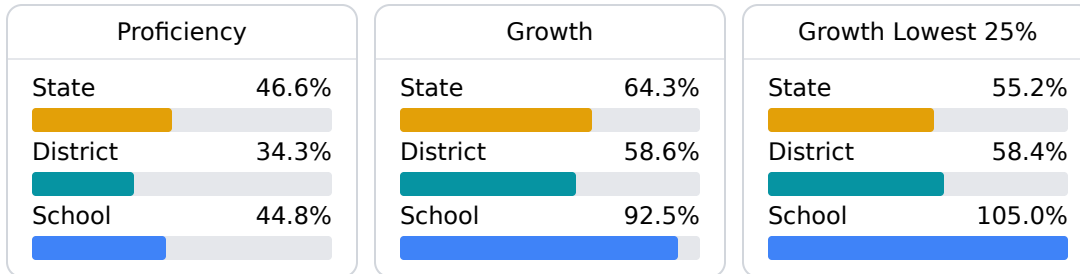 Proficiency
State 46.6%
District 34.3%
School 44.8%
Growth
State 64.3%
District 58.6%
School 92.5%
Growth Lowest 25%
State 55.2%
District 58.4%
School 105.0%